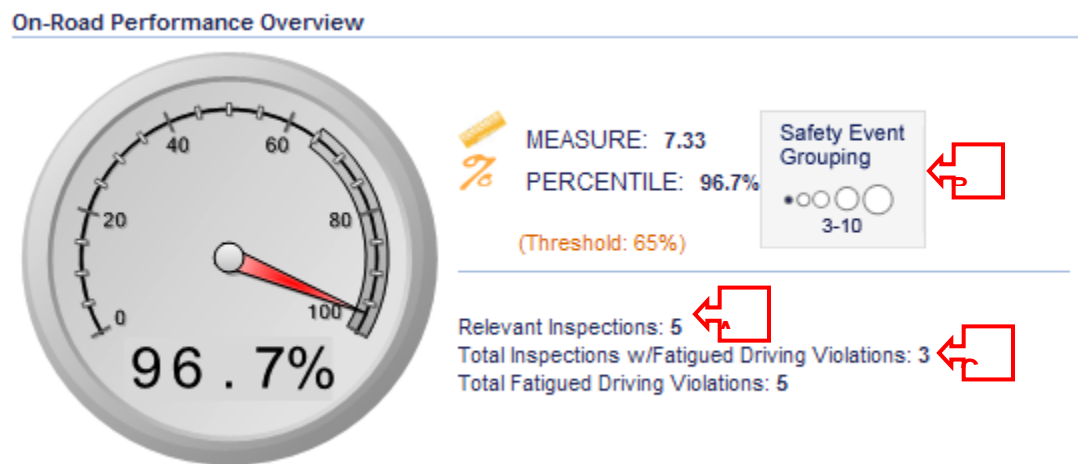 On-Road Performance Overview
40
60
20
80
0
100
96.7%
MEASURE: 7.33
PERCENTILE: 96.7%
(Threshold: 65%)
Safety Event
Grouping
3-10
Relevant Inspections: 5
Total Inspections w/Fatigued Driving Violations: 3
Total Fatigued Driving Violations: 5